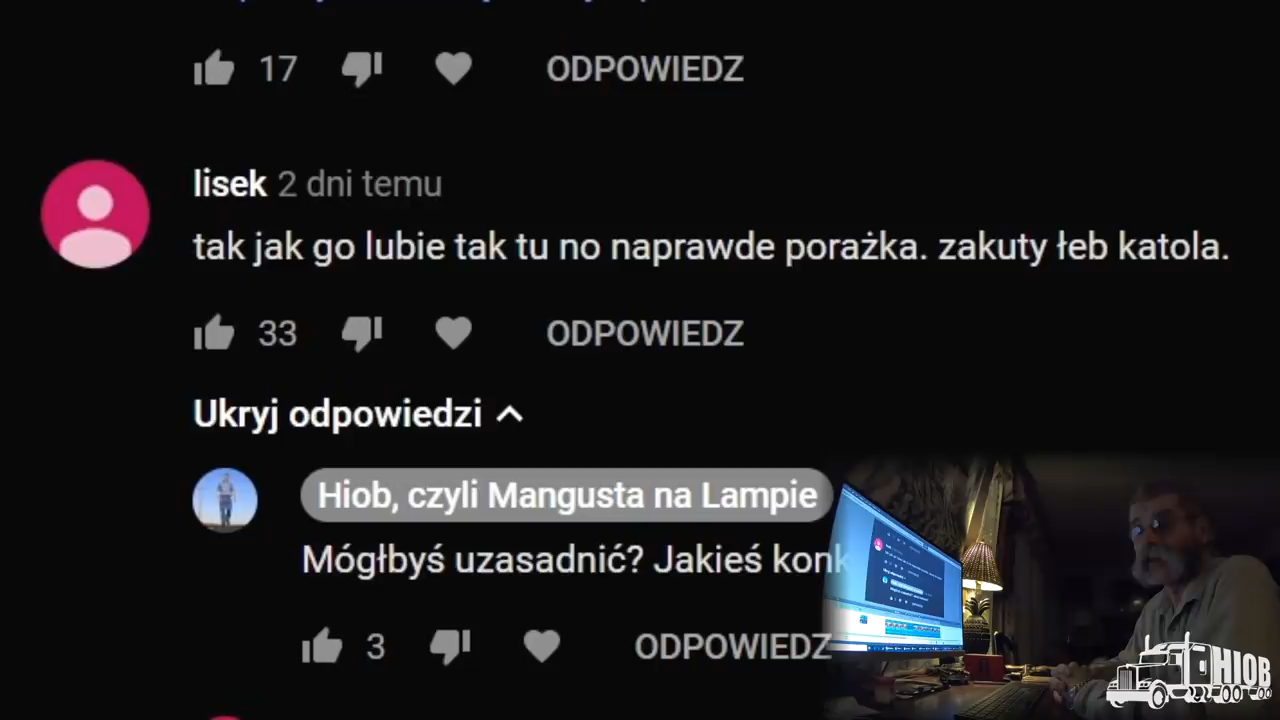 17 ODPOWIEDZ
lisek 2 dni temu
tak jak go lubie tak tu no naprawde porażka. zakuty łeb katola.
33 ODPOWIEDZ
Ukryj odpowiedzi
Hiob, czyli Mangusta na Lampie
Mógłbyś uzasadnić? Jakieś konk
3 ODPOWIEDZ
HIOB